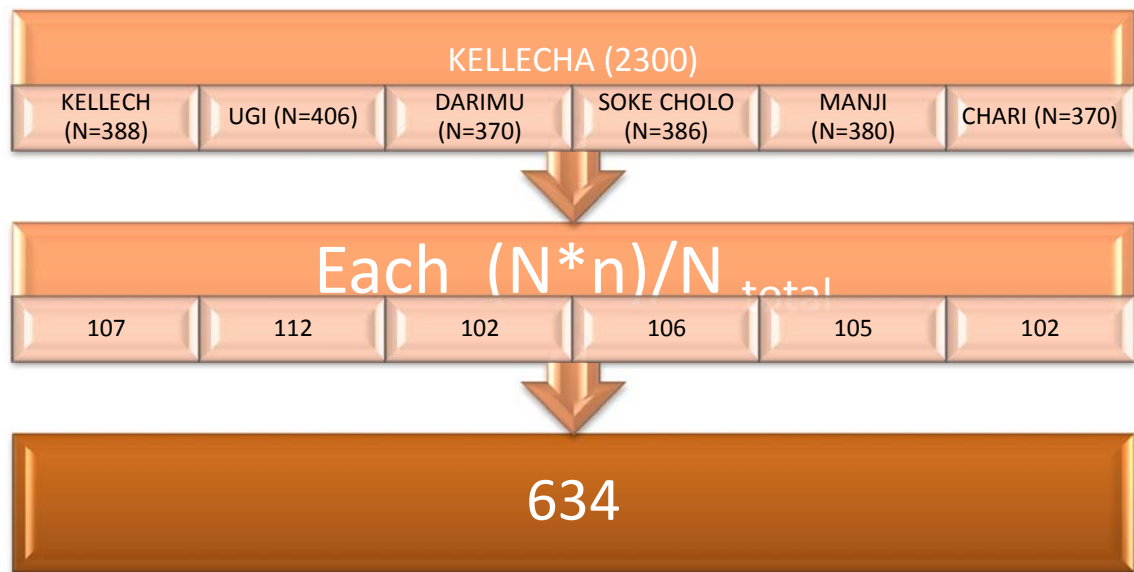 KELLECHA (2300)
KELLECH
(N=388)
UGI (N=406)
DARIMU
(N=370)
SOKE CHOLO
(N=386)
MANJI
(N=380)
CHARI (N=370)
Each (N*n)/N total
107
112
102
106
105
102
634